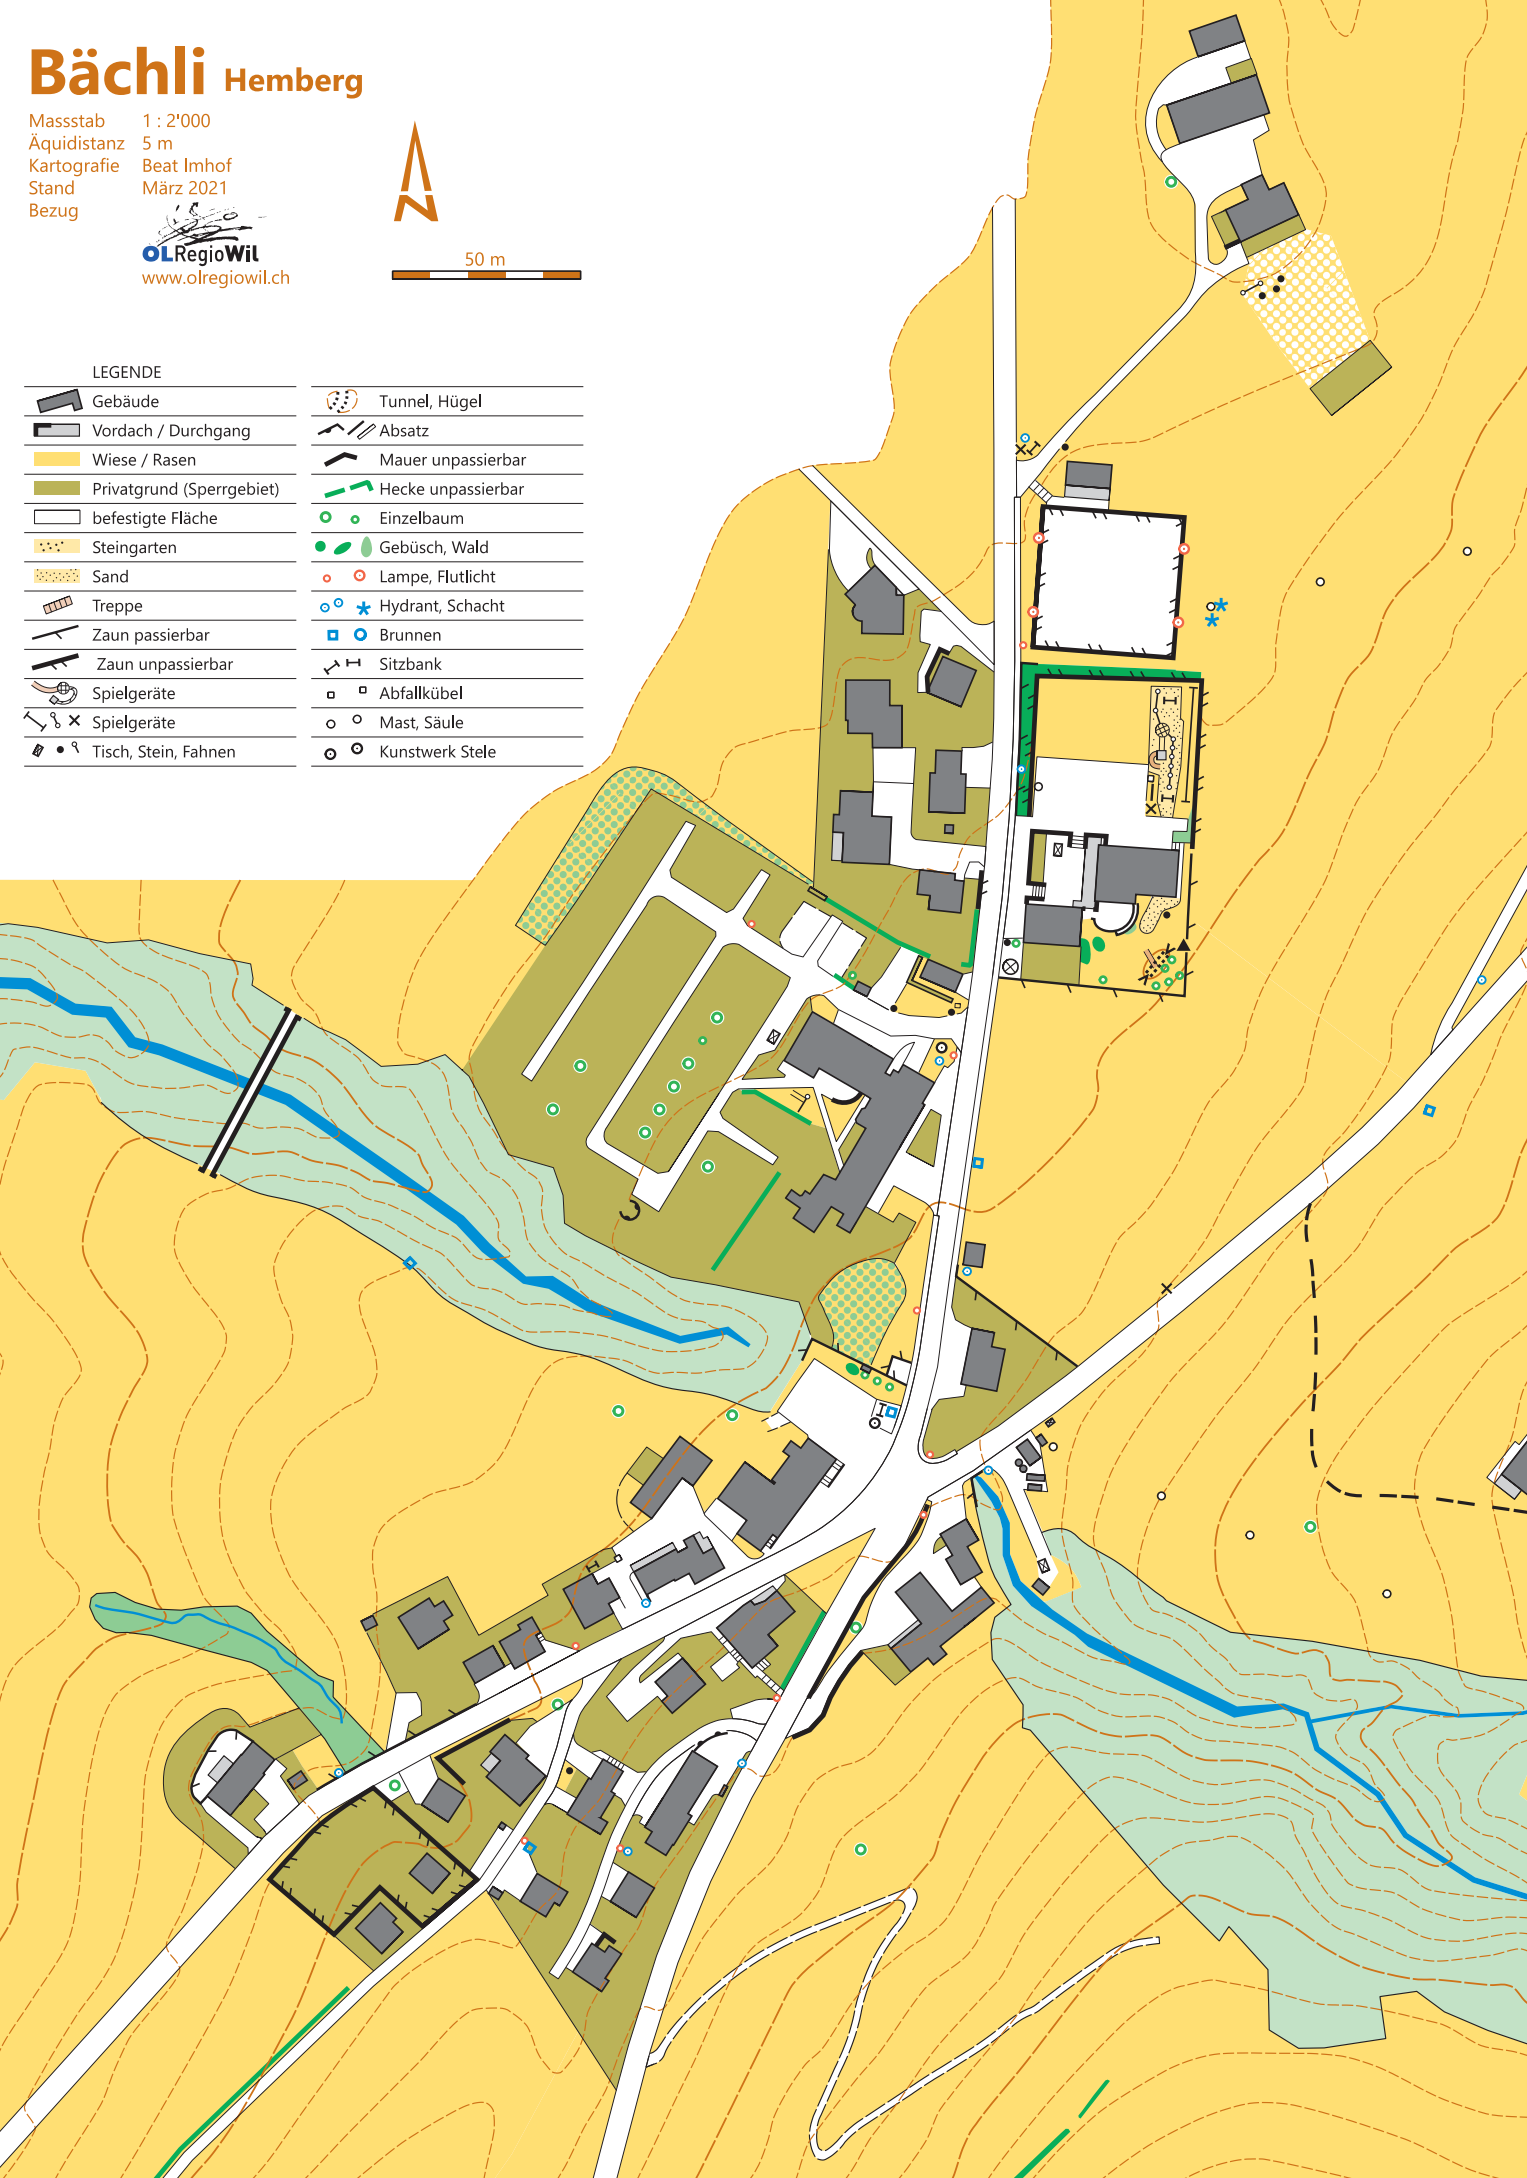 Bächli Hemberg
Massstab 1 : 2'000
Äquidistanz 5 m
Kartografie Beat Imhof
Stand März 2021
Bezug
OLRegioWil
www.olregiowil.ch
N
50 m
LEGENDE
Gebäude
Vordach / Durchgang
Wiese / Rasen
Privatgrund (Sperrgebiet)
befestigte Fläche
Steingarten
Sand
Treppe
Zaun passierbar
Zaun unpassierbar
Spielgeräte
Spielgeräte
Tisch, Stein, Fahnen
Tunnel, Hügel
Absatz
Mauer unpassierbar
Hecke unpassierbar
Einzelbaum
Gebüsch, Wald
Lampe, Flutlicht
Hydrant, Schacht
Brunnen
Sitzbank
Abfallkübel
Mast, Säule
Kunstwerk Stele